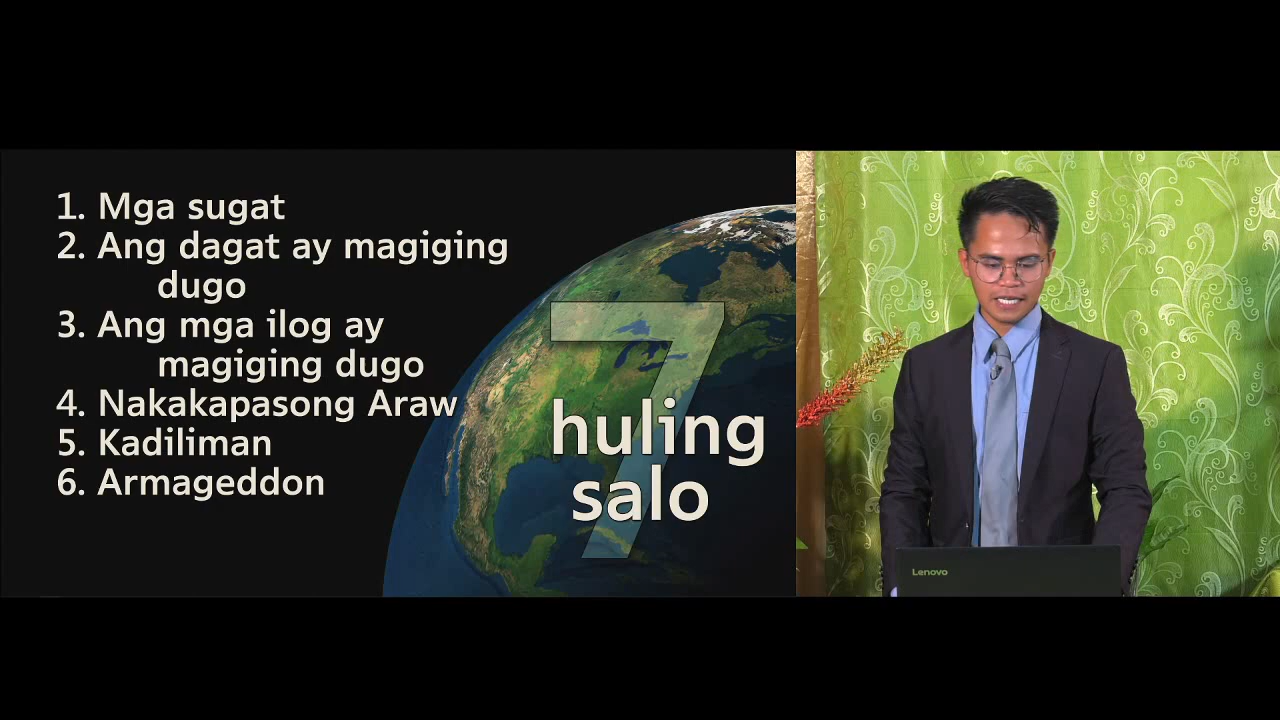 1. Mga sugat
2. Ang dagat ay magiging
dugo
3. Ang mga ilog ay
magiging dugo
4. Nakakapasong Araw
5. Kadiliman
6. Armageddon
7
huling
salo
Lenovo